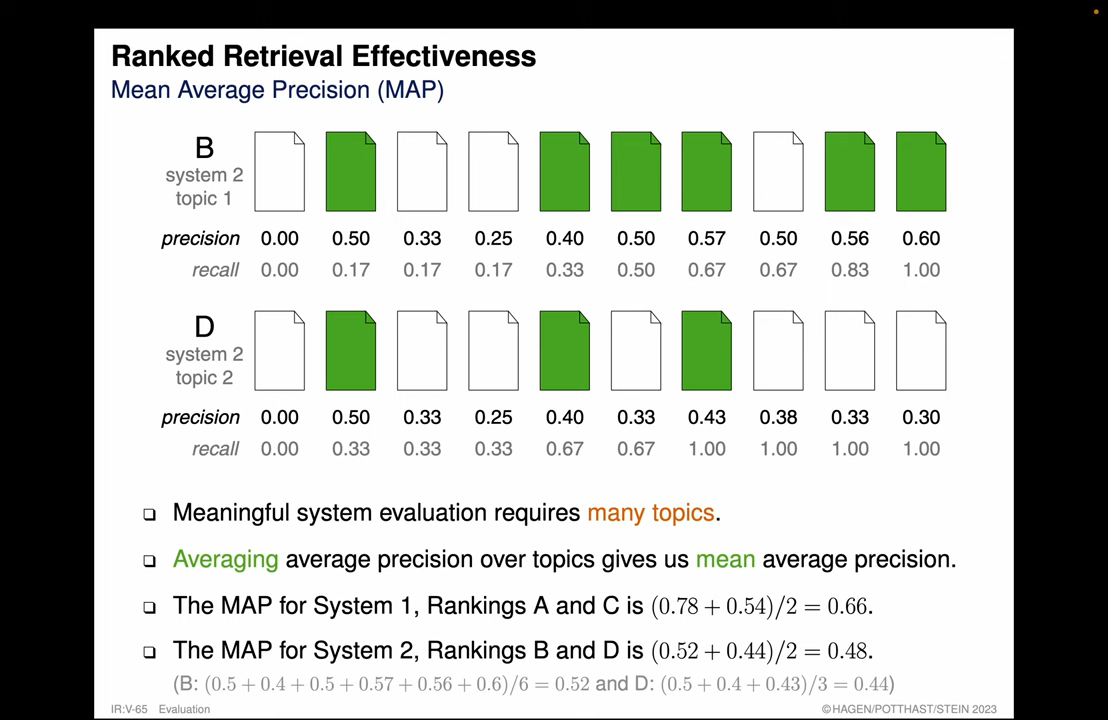 Ranked Retrieval Effectiveness
Mean Average Precision (MAP)
B
system 2
topic 1
precision 0.00 0.50 0.33 0.25 0.40 0.50 0.57 0.50 0.56 0.60
recall 0.00 0.17 0.17 0.17 0.33 0.50 0.67 0.67 0.83 1.00
D
system 2
topic 2
precision 0.00 0.50 0.33 0.25 0.40 0.33 0.43 0.38 0.33 0.30
recall 0.00 0.33 0.33 0.33 0.67 0.67 1.00 1.00 1.00 1.00
❑ Meaningful system evaluation requires many topics.
❑ Averaging average precision over topics gives us mean average precision.
❑ The MAP for System 1, Rankings A and C is (0.78 + 0.54)/2 = 0.66.
❑ The MAP for System 2, Rankings B and D is (0.52 + 0.44)/2 = 0.48.
(B: (0.5 + 0.4 + 0.5 + 0.57 + 0.56 + 0.6)/6 = 0.52 and D: (0.5 + 0.4 + 0.43)/3 = 0.44)
IR:V-65 Evaluation ©HAGEN/POTTHAST/STEIN 2023